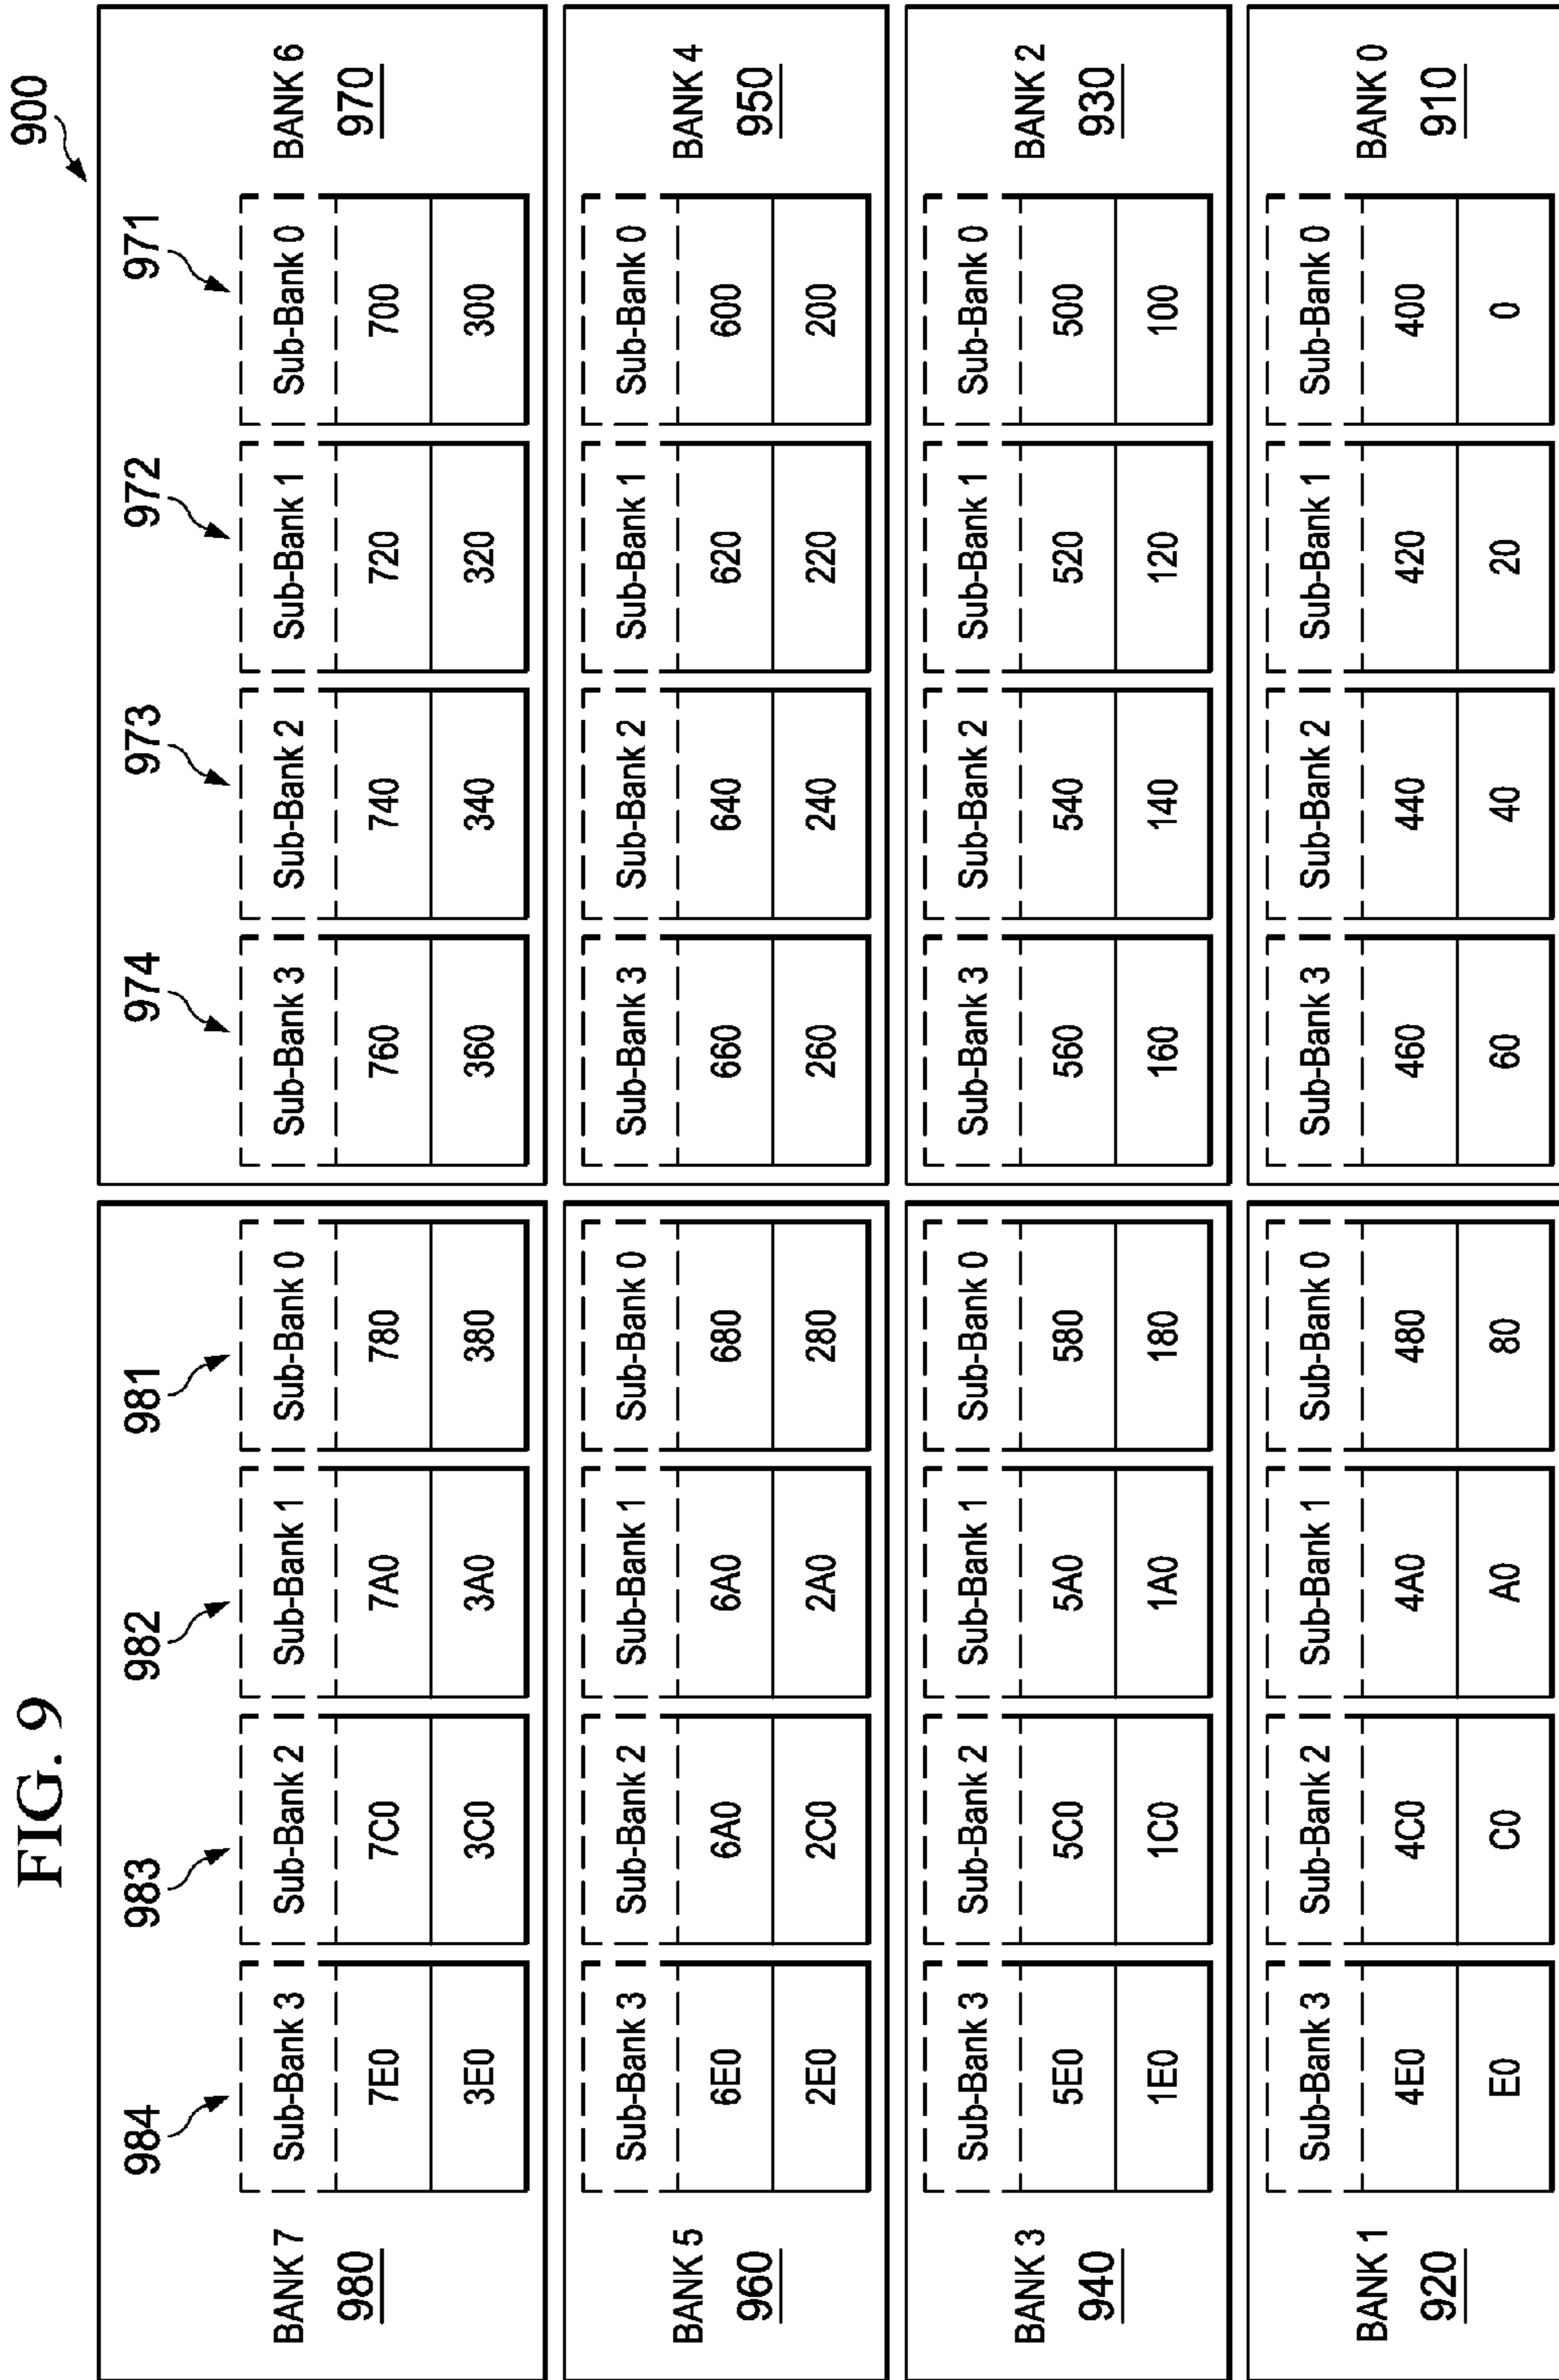 FIG. 9
900
984 983 982 981 974 973 972 971
BANK 7 Sub-Bank 3 Sub-Bank 2 Sub-Bank 1 Sub-Bank 0 Sub-Bank 3 Sub-Bank 2 Sub-Bank 1 Sub-Bank 0 BANK 6
980 7E0 7C0 7A0 780 760 740 720 700 970
3E0 3C0 3A0 380 360 340 320 300
Sub-Bank 3 Sub-Bank 2 Sub-Bank 1 Sub-Bank 0 Sub-Bank 3 Sub-Bank 2 Sub-Bank 1 Sub-Bank 0
BANK 5 6E0 6A0 6A0 680 660 640 620 600 BANK 4
960 2E0 2C0 2A0 280 260 240 220 200 950
Sub-Bank 3 Sub-Bank 2 Sub-Bank 1 Sub-Bank 0 Sub-Bank 3 Sub-Bank 2 Sub-Bank 1 Sub-Bank 0
BANK 3 5E0 5C0 5A0 580 560 540 520 500 BANK 2
940 1E0 1C0 1A0 180 160 140 120 100 930
Sub-Bank 3 Sub-Bank 2 Sub-Bank 1 Sub-Bank 0 Sub-Bank 3 Sub-Bank 2 Sub-Bank 1 Sub-Bank 0
BANK 1 4E0 4C0 4A0 480 460 440 420 400 BANK 0
920 E0 C0 A0 80 60 40 20 0 910